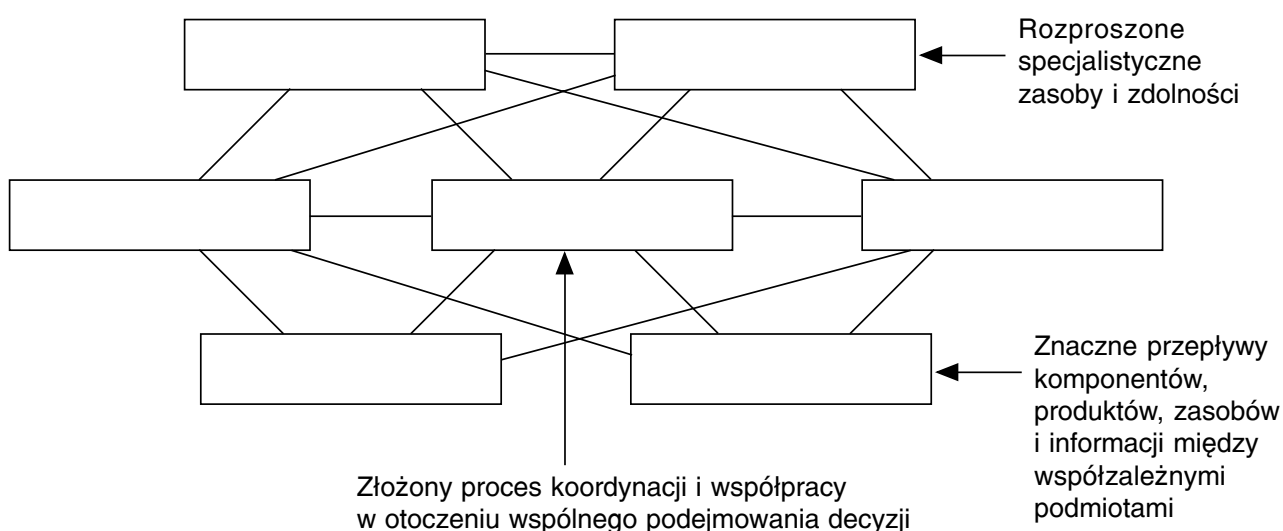 Rozproszone
specjalistyczne
zasoby i zdolności
Znaczne przepływy
komponentów,
produktów, zasobów
i informacji między
współzależnymi
podmiotami
Złożony proces koordynacji i współpracy
w otoczeniu wspólnego podejmowania decyzji